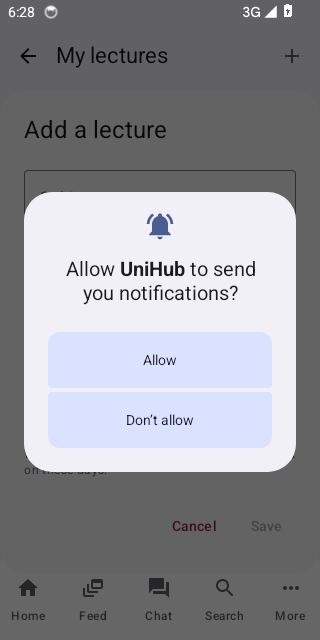 6:28
3G
My lectures
Add a lecture
Allow UniHub to send
you notifications?
Allow
Don't allow
on these days.
Cancel
Save
Home
Feed
Chat
Search
More